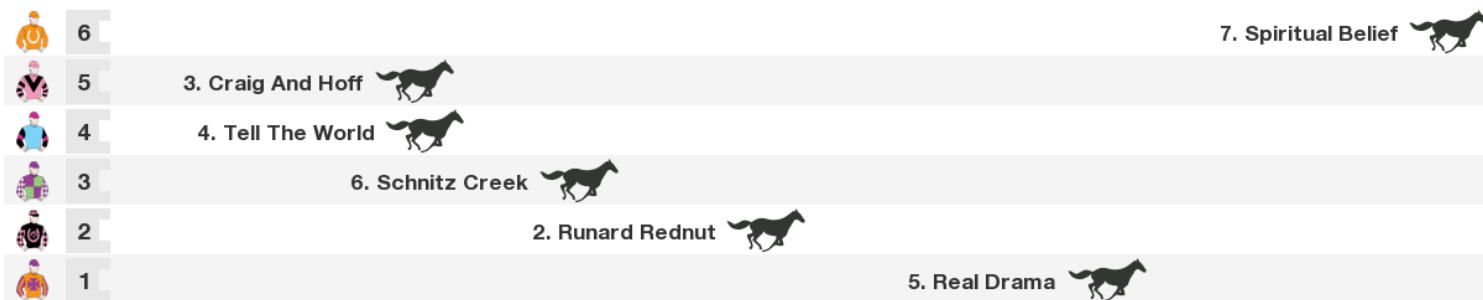 6 7. Spiritual Belief
5 3. Craig And Hoff
4 4. Tell The World
3 6. Schnitz Creek
2 2. Runard Rednut
1 5. Real Drama